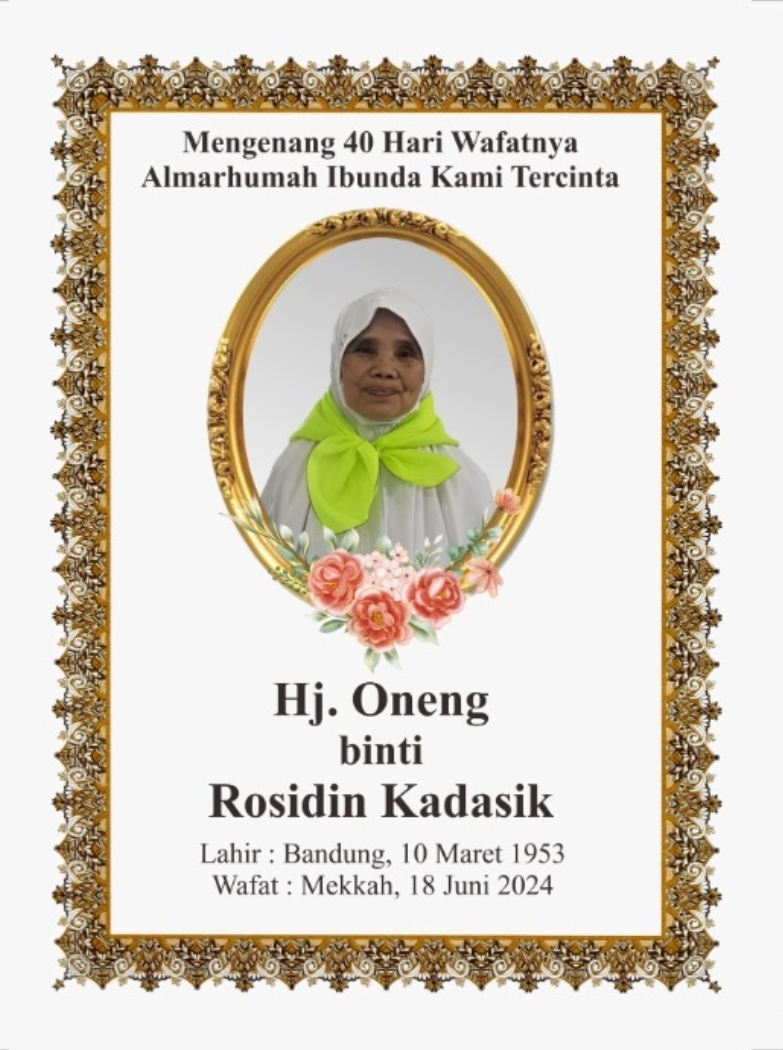 Mengenang 40 Hari Wafatnya
Almarhumah Ibunda Kami Tercinta
Hj. Oneng
binti
Rosidin Kadasik
Lahir : Bandung, 10 Maret 1953
Wafat : Mekkah, 18 Juni 2024